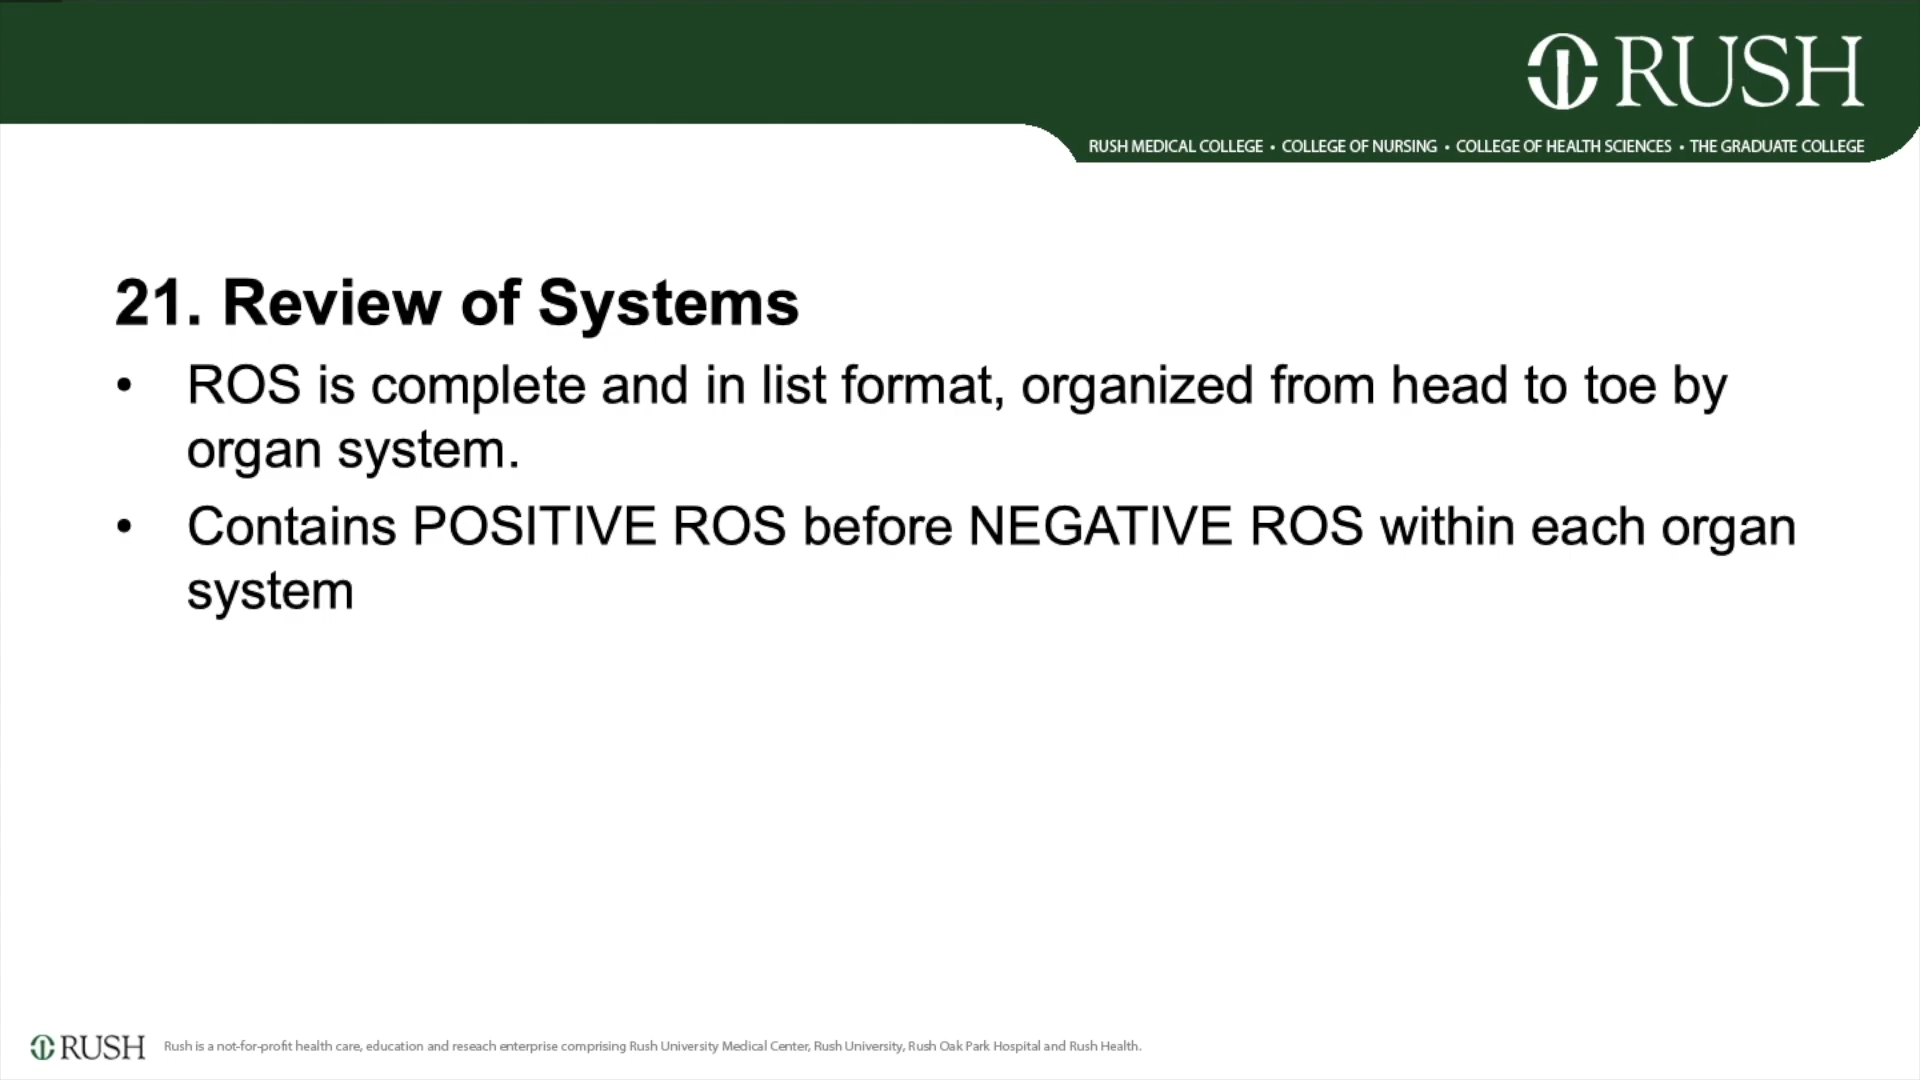 RUSH
RUSH MEDICAL COLLEGE • COLLEGE OF NURSING • COLLEGE OF HEALTH SCIENCES • THE GRADUATE COLLEGE
21. Review of Systems
• ROS is complete and in list format, organized from head to toe by
organ system.
• Contains POSITIVE ROS before NEGATIVE ROS within each organ
system
RUSH Rush is a not-for-profit health care, education and reseach enterprise comprising Rush University Medical Center, Rush University, Rush Oak Park Hospital and Rush Health.